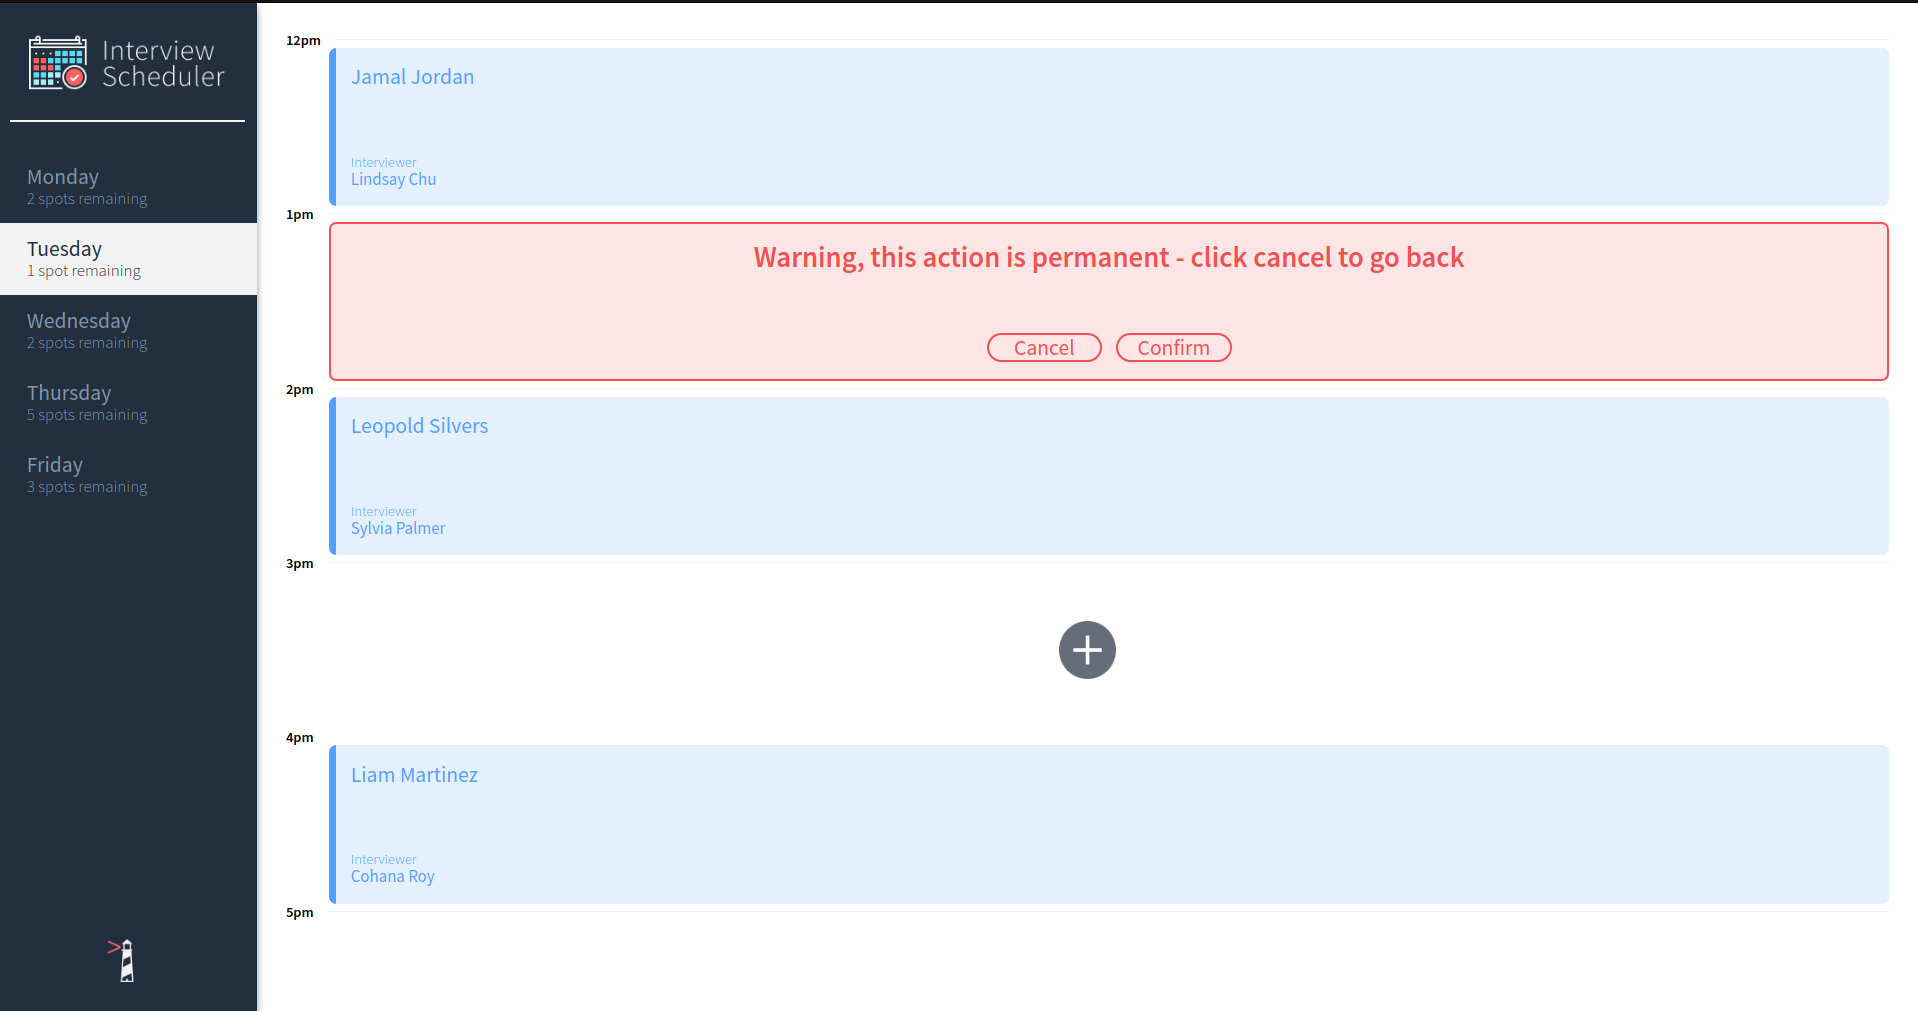 Interview
Scheduler
Monday
2 spots remaining
Tuesday
1 spot remaining
Wednesday
2 spots remaining
Thursday
5 spots remaining
Friday
3 spots remaining
12pm
Jamal Jordan
Interviewer
Lindsay Chu
1pm
Warning, this action is permanent - click cancel to go back
Cancel Confirm
2pm
Leopold Silvers
Interviewer
Sylvia Palmer
3pm
4pm
Liam Martinez
Interviewer
Cohana Roy
5pm